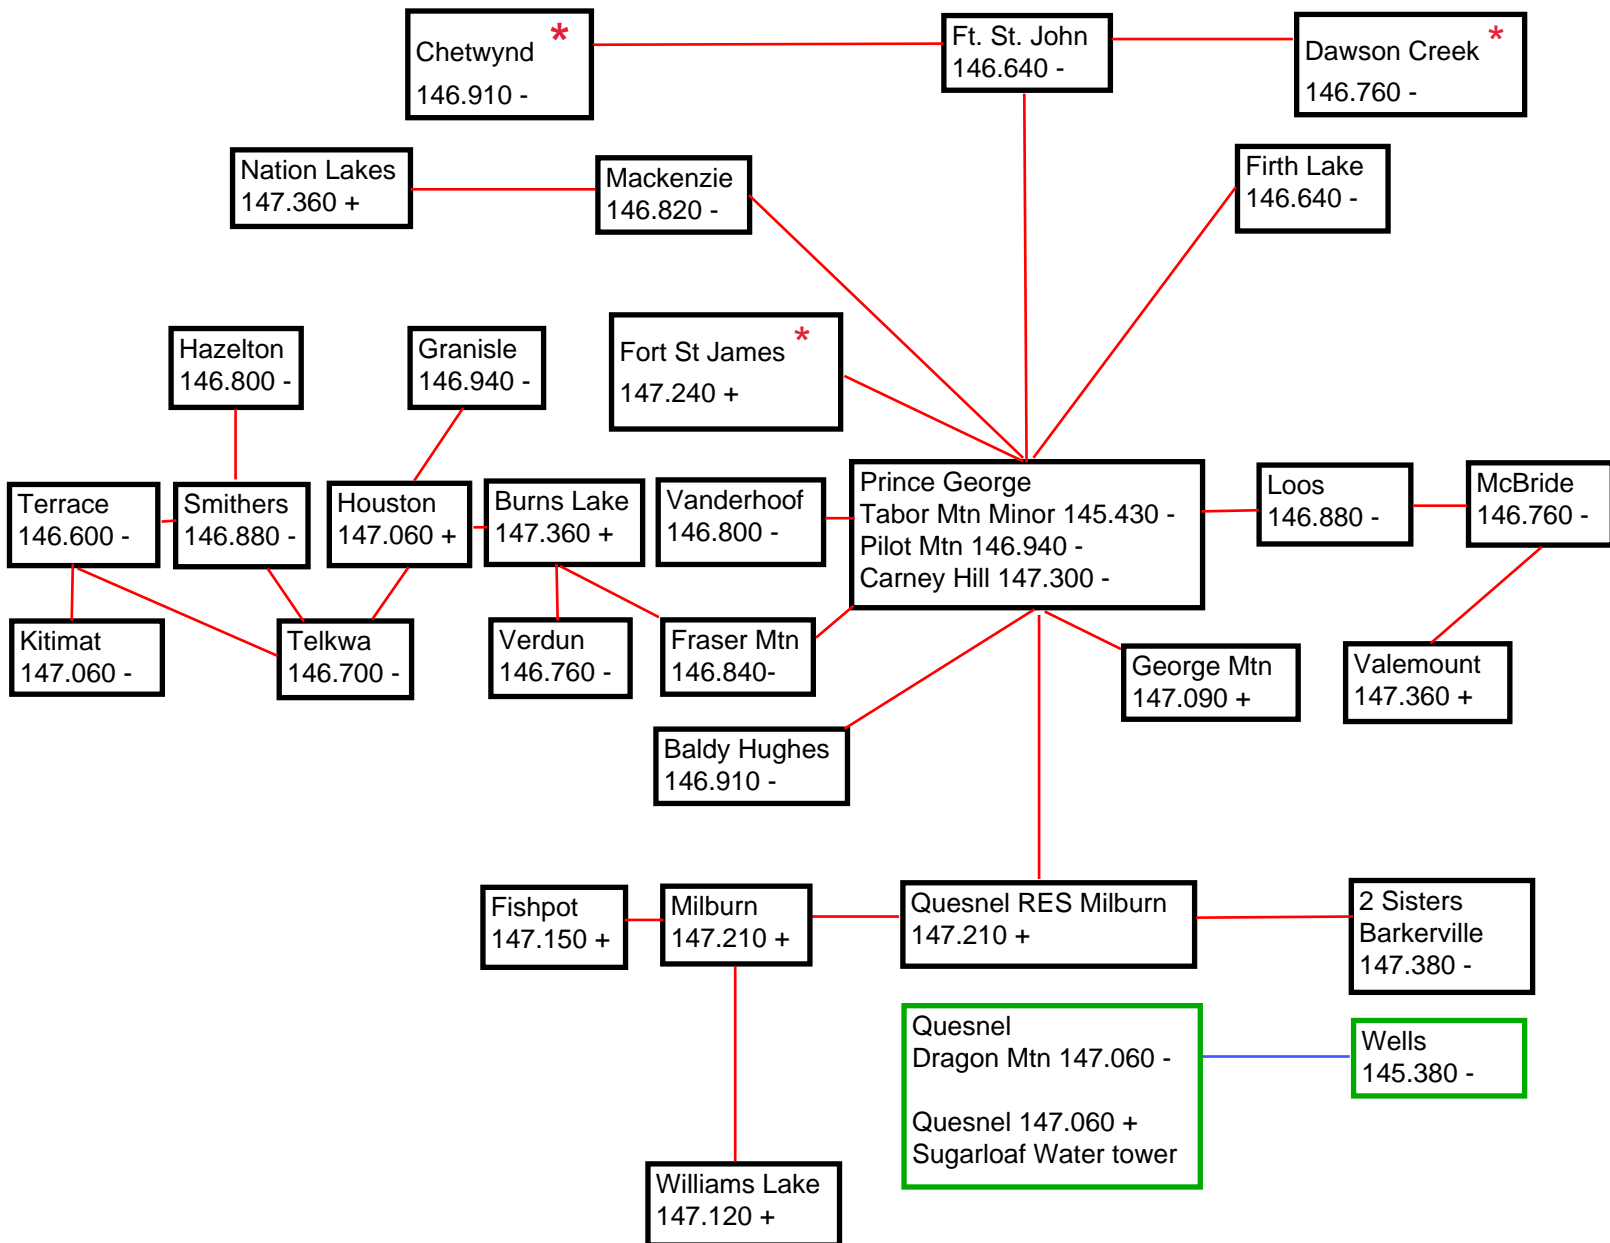 Chetwynd *
146.910 -
Ft. St. John
146.640 -
Dawson Creek *
146.760 -
Nation Lakes
147.360 +
Mackenzie
146.820 -
Firth Lake
146.640 -
Hazelton
146.800 -
Granisle
146.940 -
Fort St James *
147.240 +
Terrace
146.600 -
Smithers
146.880 -
Houston
147.060 +
Burns Lake
147.360 +
Vanderhoof
146.800 -
Prince George
Tabor Mtn Minor 145.430 -
Pilot Mtn 146.940 -
Carney Hill 147.300 -
Loos
146.880 -
McBride
146.760 -
Kitimat
147.060 -
Telkwa
146.700 -
Verdun
146.760 -
Fraser Mtn
146.840-
George Mtn
147.090 +
Valemount
147.360 +
Baldy Hughes
146.910 -
Fishpot
147.150 +
Milburn
147.210 +
Quesnel RES Milburn
147.210 +
2 Sisters
Barkerville
147.380 -
Quesnel
Dragon Mtn 147.060 -
Quesnel 147.060 +
Sugarloaf Water tower
Wells
145.380 -
Williams Lake
147.120 +